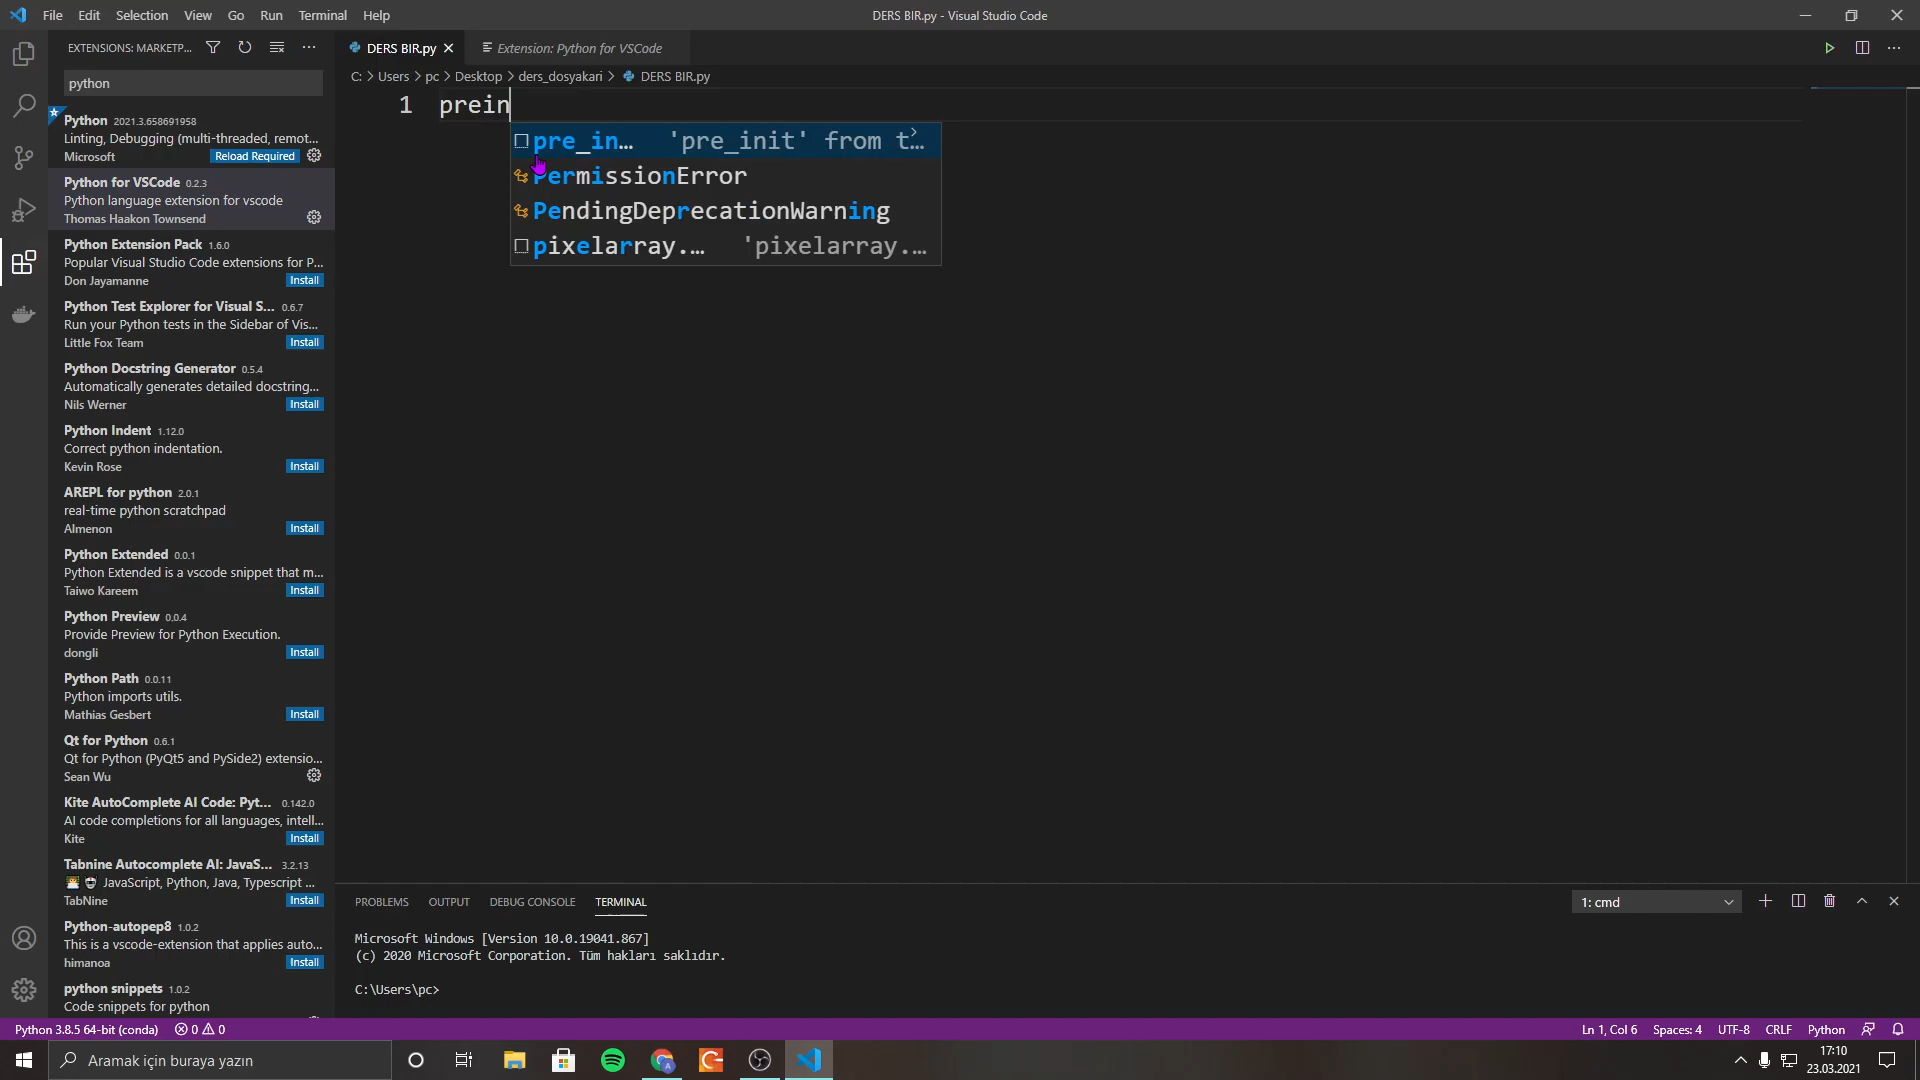 File Edit Selection View Go Run Terminal Help
DERS BIR.py - Visual Studio Code
EXTENSIONS: MARKETP...
python
Python 2021.3.658691958
Linting, Debugging (multi-threaded, remot...
Microsoft Reload Required
Python for VSCode 0.2.3
Python language extension for vscode
Thomas Haakon Townsend
Python Extension Pack 1.6.0
Popular Visual Studio Code extensions for P...
Don Jayamanne Install
Python Test Explorer for Visual S... 0.6.7
Run your Python tests in the Sidebar of Vis...
Little Fox Team Install
Python Docstring Generator 0.5.4
Automatically generates detailed docstring...
Nils Werner Install
Python Indent 1.12.0
Correct python indentation.
Kevin Rose Install
AREPL for python 2.0.1
real-time python scratchpad
Almenon Install
Python Extended 0.0.1
Python Extended is a vscode snippet that m...
Taiwo Kareem Install
Python Preview 0.0.4
Provide Preview for Python Execution.
dongli Install
Python Path 0.0.11
Python imports utils.
Mathias Gesbert Install
Qt for Python 0.6.1
Qt for Python (PyQt5 and PySide2) extensio...
Sean Wu
Kite AutoComplete AI Code: Pyt... 0.142.0
AI code completions for all languages, intell...
Kite Install
Tabnine Autocomplete AI: JavaS... 3.2.13
JavaScript, Python, Java, Typescript ...
TabNine Install
Python-autopep8 1.0.2
This is a vscode-extension that applies auto...
himanoa Install
python snippets 1.0.2
Code snippets for python
DERS BIR.py Extension: Python for VSCode
C: > Users > pc > Desktop > ders_dosyakari > DERS BIR.py
1 prein
pre_in... 'pre_init' from t...
PermissionError
PendingDeprecationWarning
pixelarray.... 'pixelarray....
PROBLEMS OUTPUT DEBUG CONSOLE TERMINAL
1: cmd
Microsoft Windows [Version 10.0.19041.867]
(c) 2020 Microsoft Corporation. Tüm hakları saklıdır.
C:\Users\pc>
Python 3.8.5 64-bit (conda) 0 0
Ln 1, Col 6 Spaces: 4 UTF-8 CRLF Python
Aramak için buraya yazın
17:10
23.03.2021